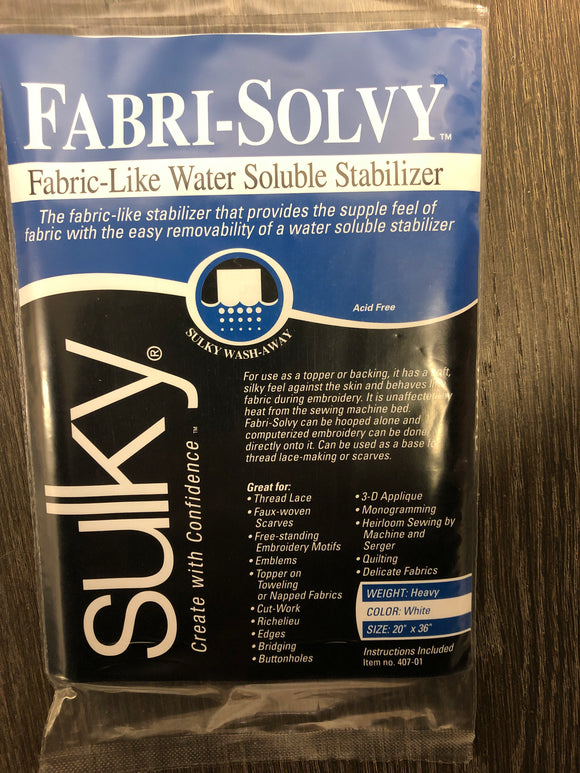 FABRI-SOLVY™
Fabric-Like Water Soluble Stabilizer
The fabric-like stabilizer that provides the supple feel of
fabric with the easy removability of a water soluble stabilizer
Acid Free
SULKY WASH-AWAY
sulky®
Create with Confidence™
For use as a topper or backing, it has a
silky feel against the skin and behaves
fabric during embroidery. It is unaffected
heat from the sewing machine bed.
Fabri-Solvy can be hooped alone and
computerized embroidery can be done
directly onto it. Can be used as a base for
thread lace-making or scarves.
Great for:
• Thread Lace
• Faux-woven
Scarves
• Free-standing
Embroidery Motifs
• Emblems
• Topper on
Toweling
or Napped Fabrics
• Cut-Work
• Richelieu
• Edges
• Bridging
• Buttonholes
• 3-D Applique
• Monogramming
• Heirloom Sewing by
Machine and
Serger
• Quilting
• Delicate Fabrics
WEIGHT: Heavy
COLOR: White
SIZE: 20" x 36"
Instructions Included
Item no. 407-01